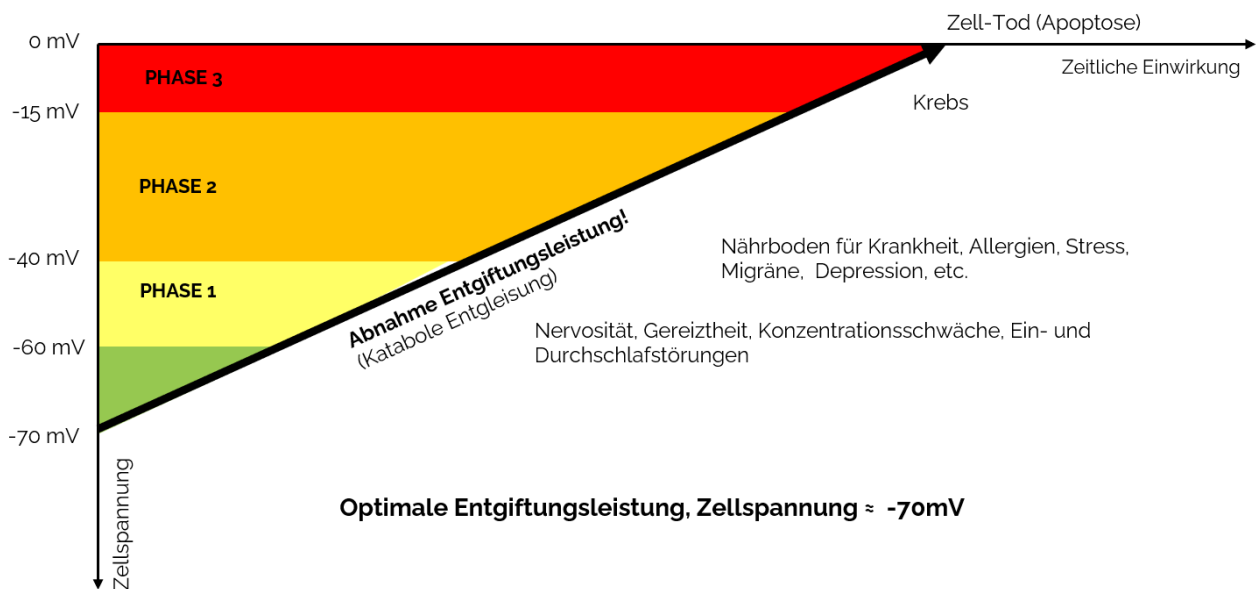 Zell-Tod (Apoptose)
0 mV
Zeitliche Einwirkung
PHASE 3
Krebs
-15 mV
PHASE 2
Abnahme Entgiftungsleistung!
(Katabole Entgleisung)
Nährboden für Krankheit, Allergien, Stress,
Migräne, Depression, etc.
-40 mV
PHASE 1
Nervosität, Gereiztheit, Konzentrationsschwäche, Ein- und
Durchschlafstörungen
-60 mV
-70 mV
Zellspannung
Optimale Entgiftungsleistung, Zellspannung ≈ -70mV